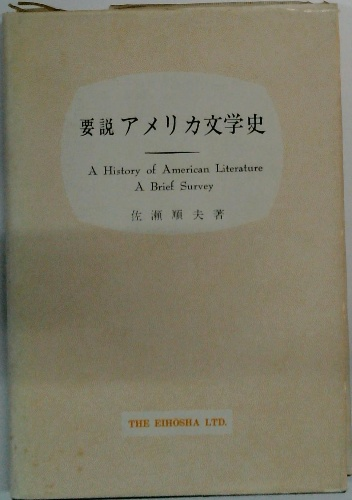 要説 アメリカ文学史
A History of American Literature
A Brief Survey
佐瀬順夫著
THE EIHOSHA LTD.